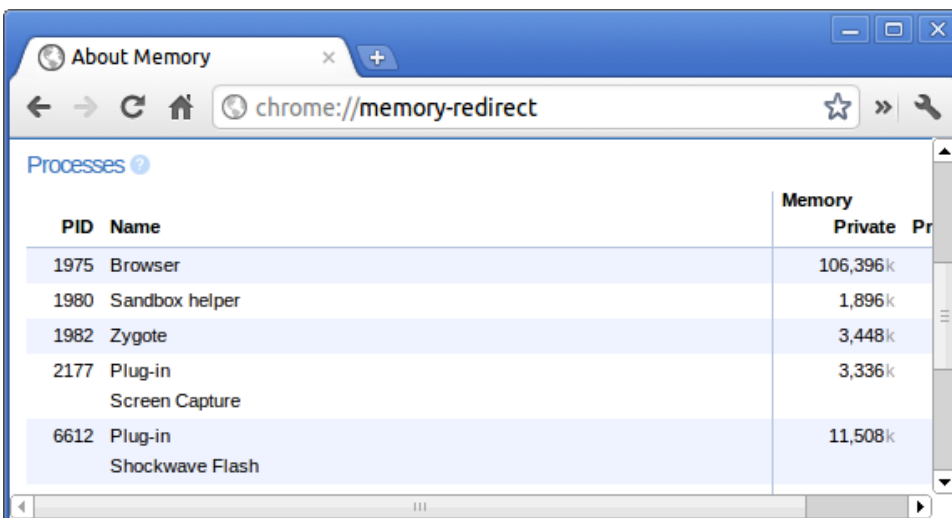 About Memory
chrome://memory-redirect
Processes ?
Memory
PID Name Private Pr
1975 Browser 106,396k
1980 Sandbox helper 1,896k
1982 Zygote 3,448k
2177 Plug-in 3,336k
Screen Capture
6612 Plug-in 11,508k
Shockwave Flash